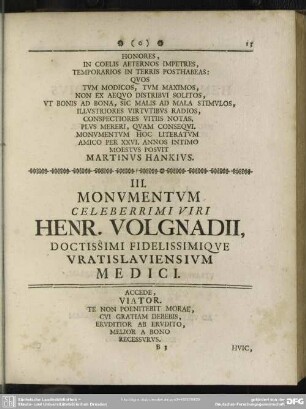 (o)
15
HONORES,
IN COELIS AETERNOS IMPETRES,
TEMPORARIOS IN TERRIS POSTHABEAS:
QVOS
TVM MODICOS, TVM MAXIMOS,
NON EX AEQVO DISTRIBVI SOLITOS,
VT BONIS AD BONA, SIC MALIS AD MALA STIMVLOS,
ILLVSTRIORES VIRTVTIBVS RADIOS,
CONSPECTIORES VITIIS NOTAS,
PLVS MERERI, QVAM CONSEQVI.
MONVMENTVM HOC LITERATVM
AMICO PER XXVI. ANNOS INTIMO
MOESTVS POSVIT
MARTINVS HANKIVS.
III.
MONVMENTVM
CELEBERRIMI VIRI
HENR. VOLGNADII,
DOCTISSIMI FIDELISSIMIQVE
VRATISLAVIENSIVM
MEDICI.
ACCEDE,
VIATOR.
TE NON POENITEBIT MORAE,
CVI GRATIAM DEBEBIS,
ERVDITIOR AB ERVDITO,
MELIOR A BONO
RECESSVRVS.
B 3
HVIC,